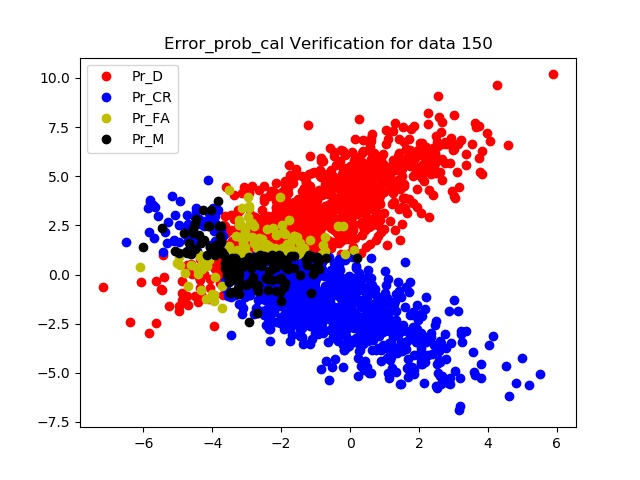 Error_prob_cal Verification for data 150
Pr_D
Pr_CR
Pr_FA
Pr_M
10.0
7.5
5.0
2.5
0.0
−2.5
−5.0
−7.5
−6 −4 −2 0 2 4 6